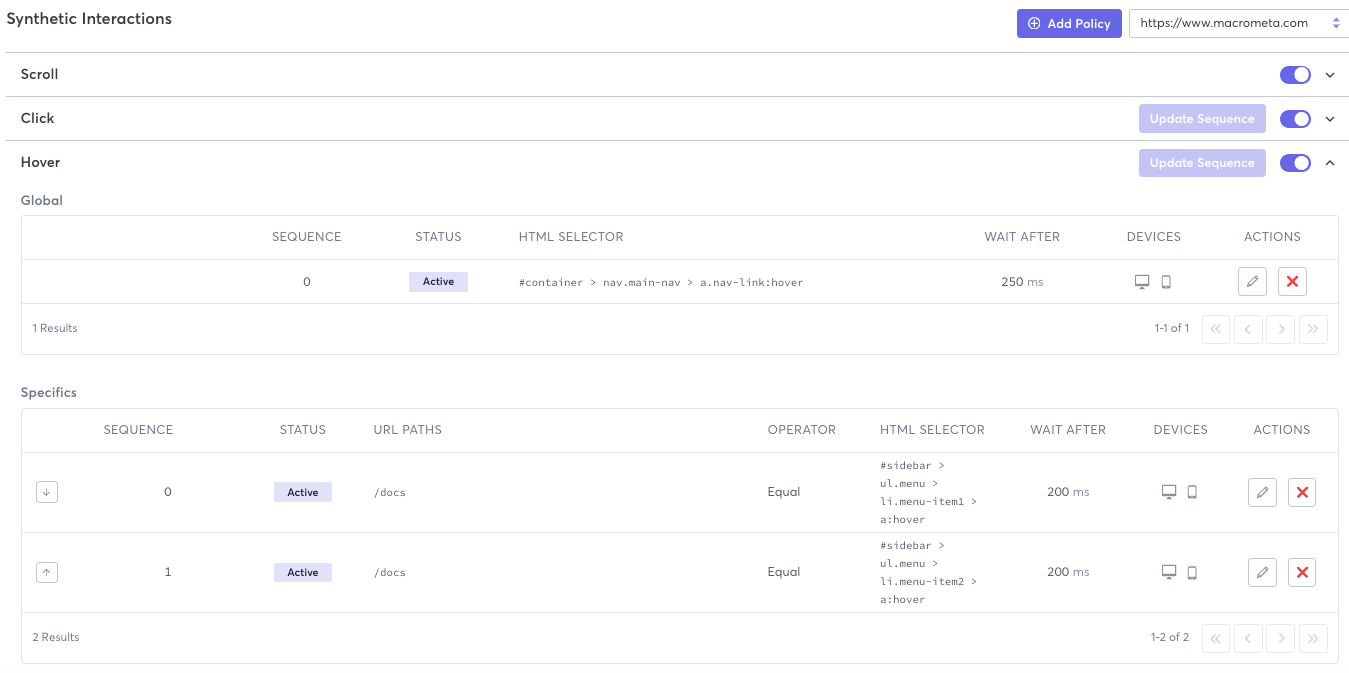 Synthetic Interactions
Add Policy
https://www.macrometa.com
Scroll
Click
Update Sequence
Hover
Update Sequence
Global
SEQUENCE STATUS HTML SELECTOR WAIT AFTER DEVICES ACTIONS
0 Active #container > nav.main-nav > a.nav-link:hover 250 ms
1 Results 1-1 of 1
Specifics
SEQUENCE STATUS URL PATHS OPERATOR HTML SELECTOR WAIT AFTER DEVICES ACTIONS
#sidebar >
ul.menu >
0 Active /docs Equal 200 ms
li.menu-item1 >
a:hover
#sidebar >
ul.menu >
1 Active /docs Equal 200 ms
li.menu-item2 >
a:hover
2 Results 1-2 of 2